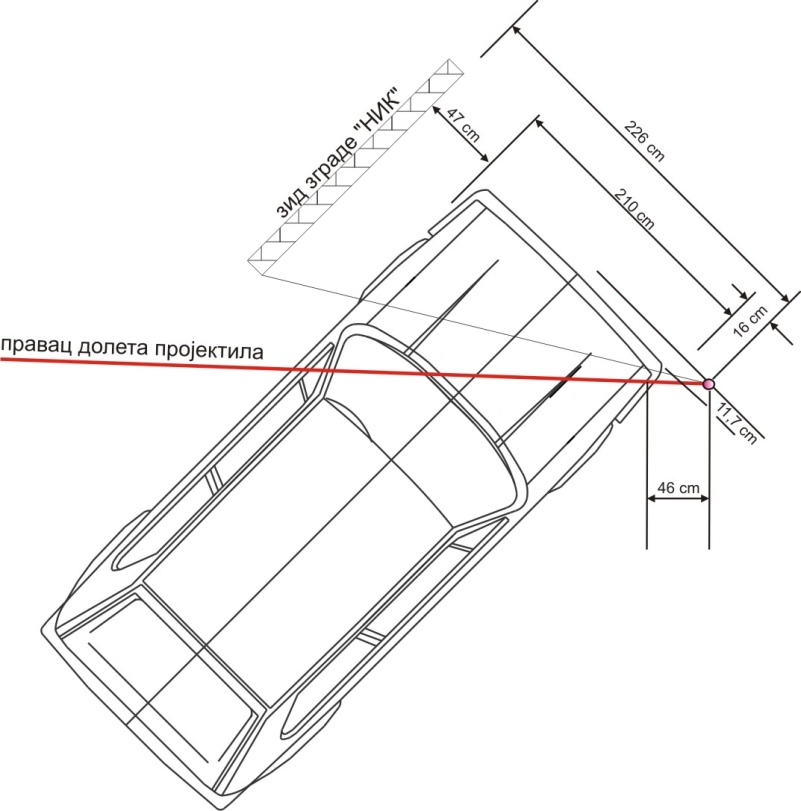 зид зграде "НИК"
47 cm
226 cm
210 cm
16 cm
правац долета пројектила
11,7 cm
46 cm